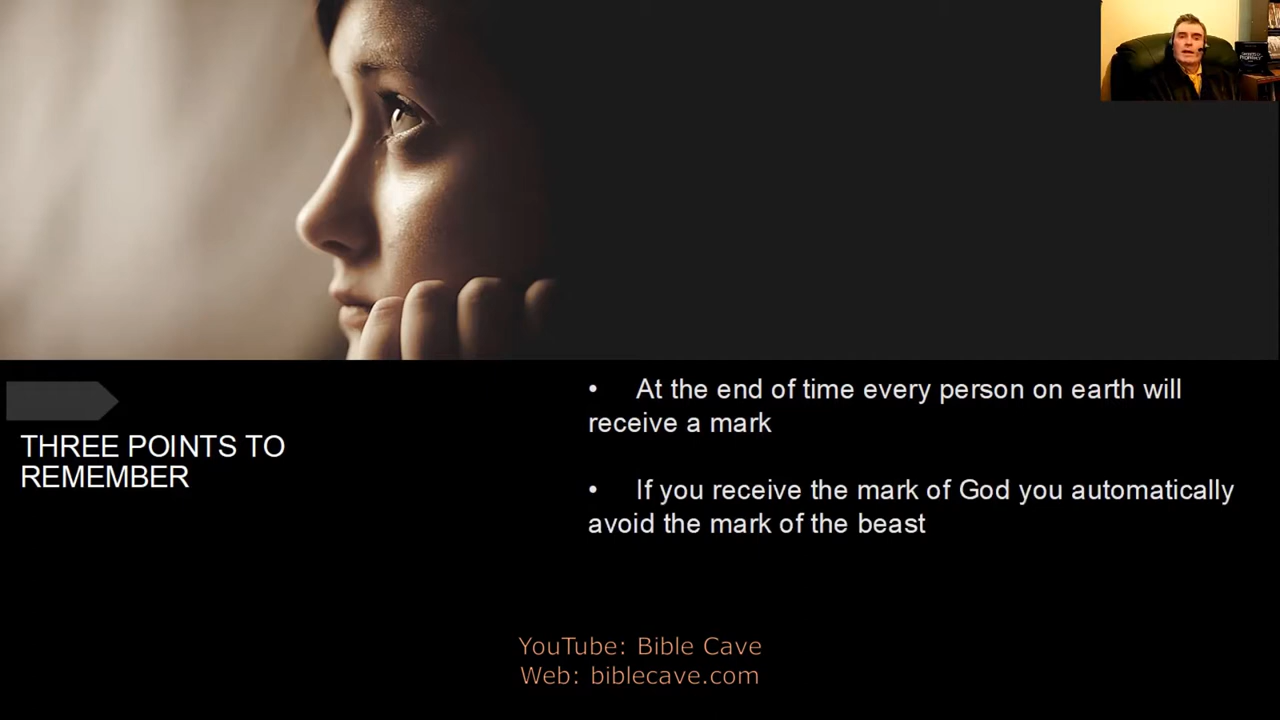 THREE POINTS TO
REMEMBER
• At the end of time every person on earth will
receive a mark
• If you receive the mark of God you automatically
avoid the mark of the beast
YouTube: Bible Cave
Web: biblecave.com